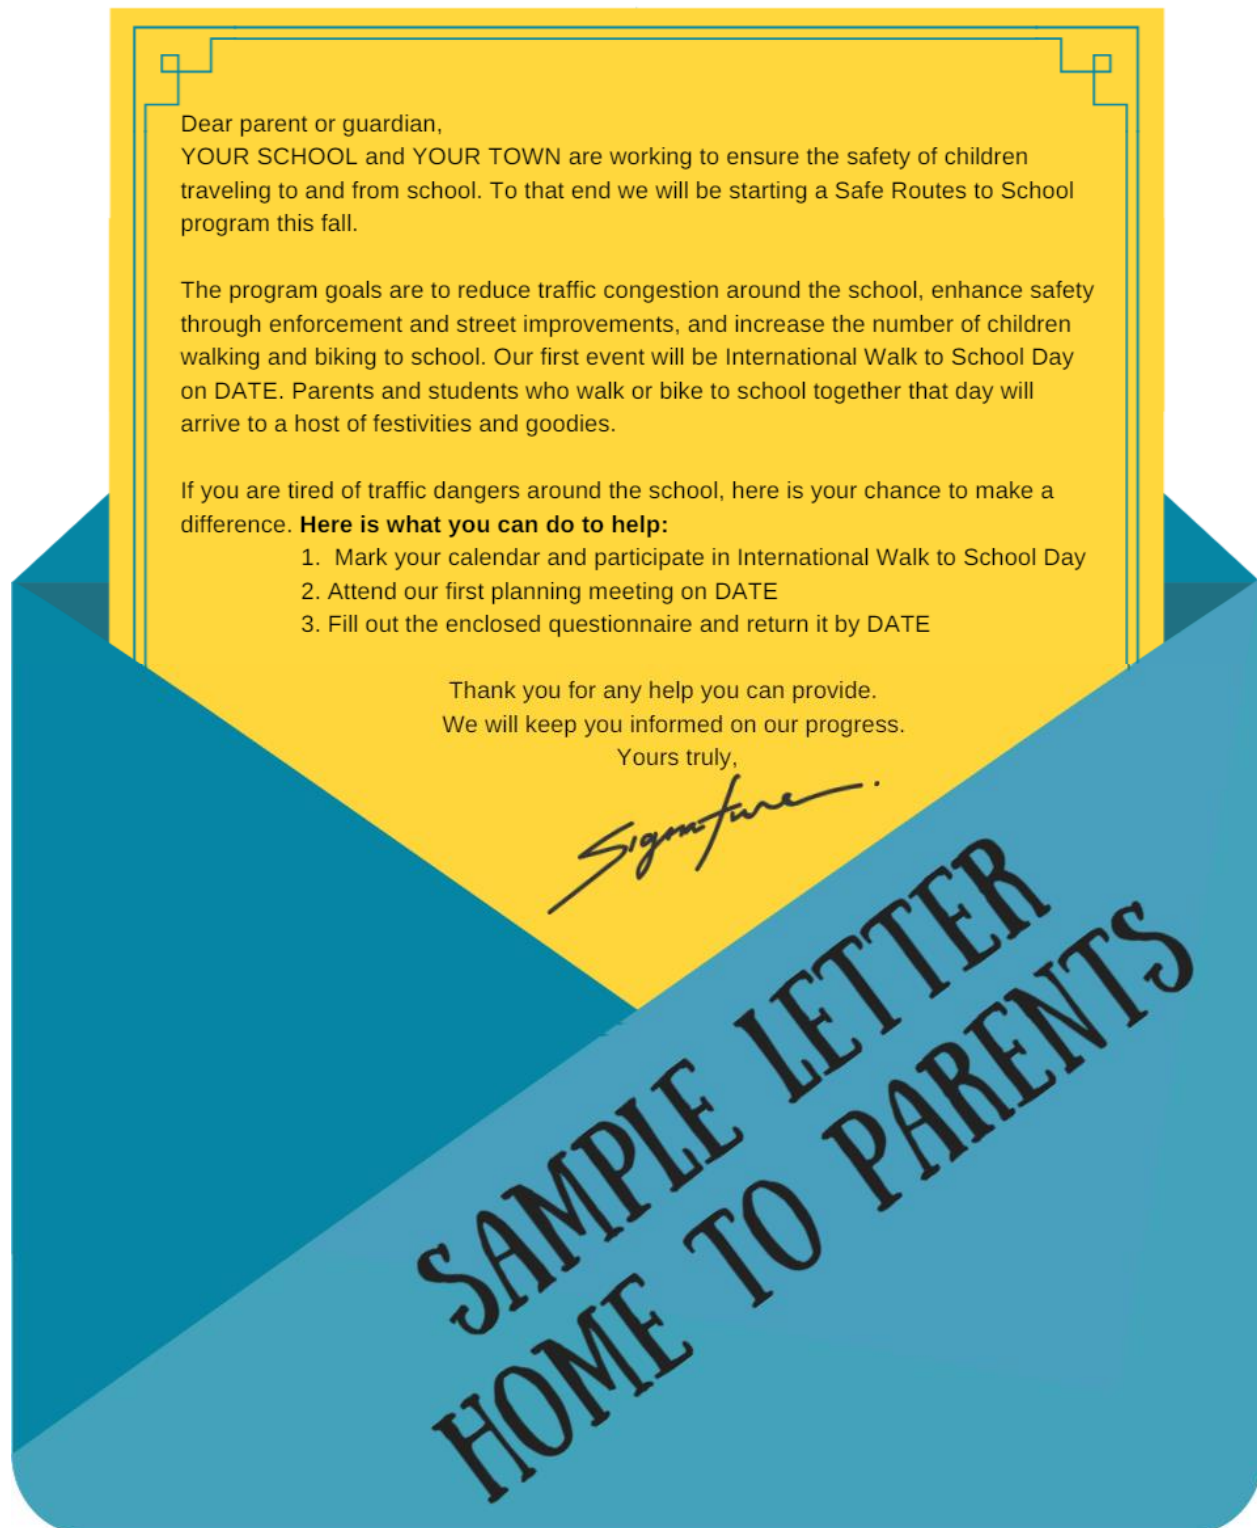 Dear parent or guardian,
YOUR SCHOOL and YOUR TOWN are working to ensure the safety of children
traveling to and from school. To that end we will be starting a Safe Routes to School
program this fall.
The program goals are to reduce traffic congestion around the school, enhance safety
through enforcement and street improvements, and increase the number of children
walking and biking to school. Our first event will be International Walk to School Day
on DATE. Parents and students who walk or bike to school together that day will
arrive to a host of festivities and goodies.
If you are tired of traffic dangers around the school, here is your chance to make a
difference. Here is what you can do to help:
1. Mark your calendar and participate in International Walk to School Day
2. Attend our first planning meeting on DATE
3. Fill out the enclosed questionnaire and return it by DATE
Thank you for any help you can provide.
We will keep you informed on our progress.
Yours truly,
Signature
SAMPLE LETTER
HOME TO PARENTS